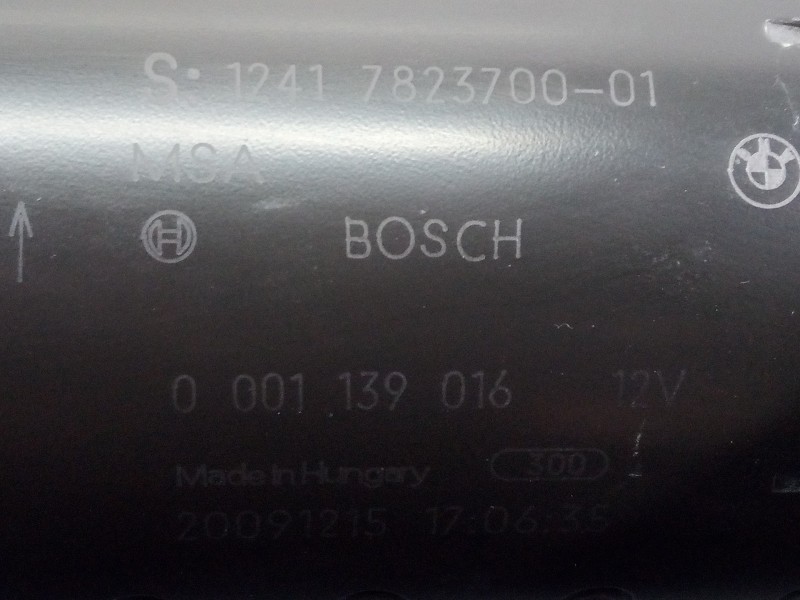 S: 1241 7823700-01
MSA
BOSCH
0 001 139 016 12V
Made in Hungary 300
20091215 17:06:35